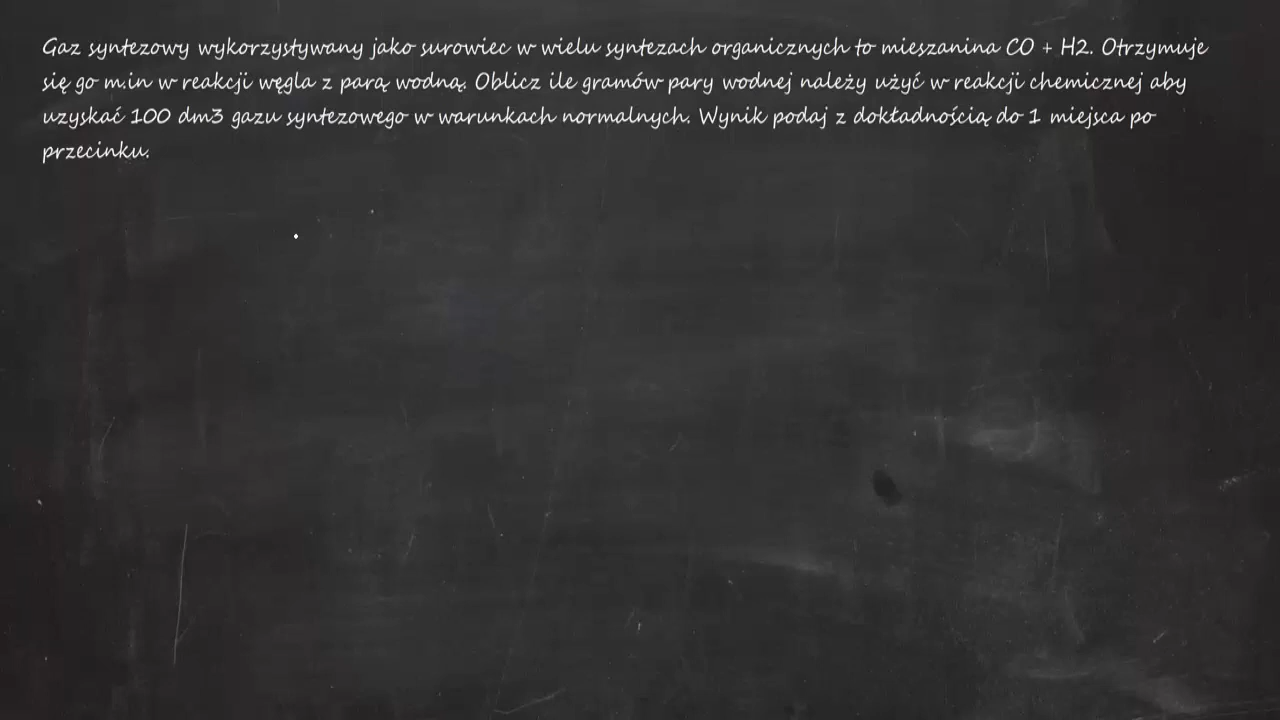 Gaz syntezowy wykorzystywany jako surowiec w wielu syntezach organicznych to mieszanina CO + H2. Otrzymuje
się go m.in w reakcji węgla z parą wodną. Oblicz ile gramów pary wodnej należy użyć w reakcji chemicznej aby
uzyskać 100 dm3 gazu syntezowego w warunkach normalnych. Wynik podaj z dokładnością do 1 miejsca po
przecinku.